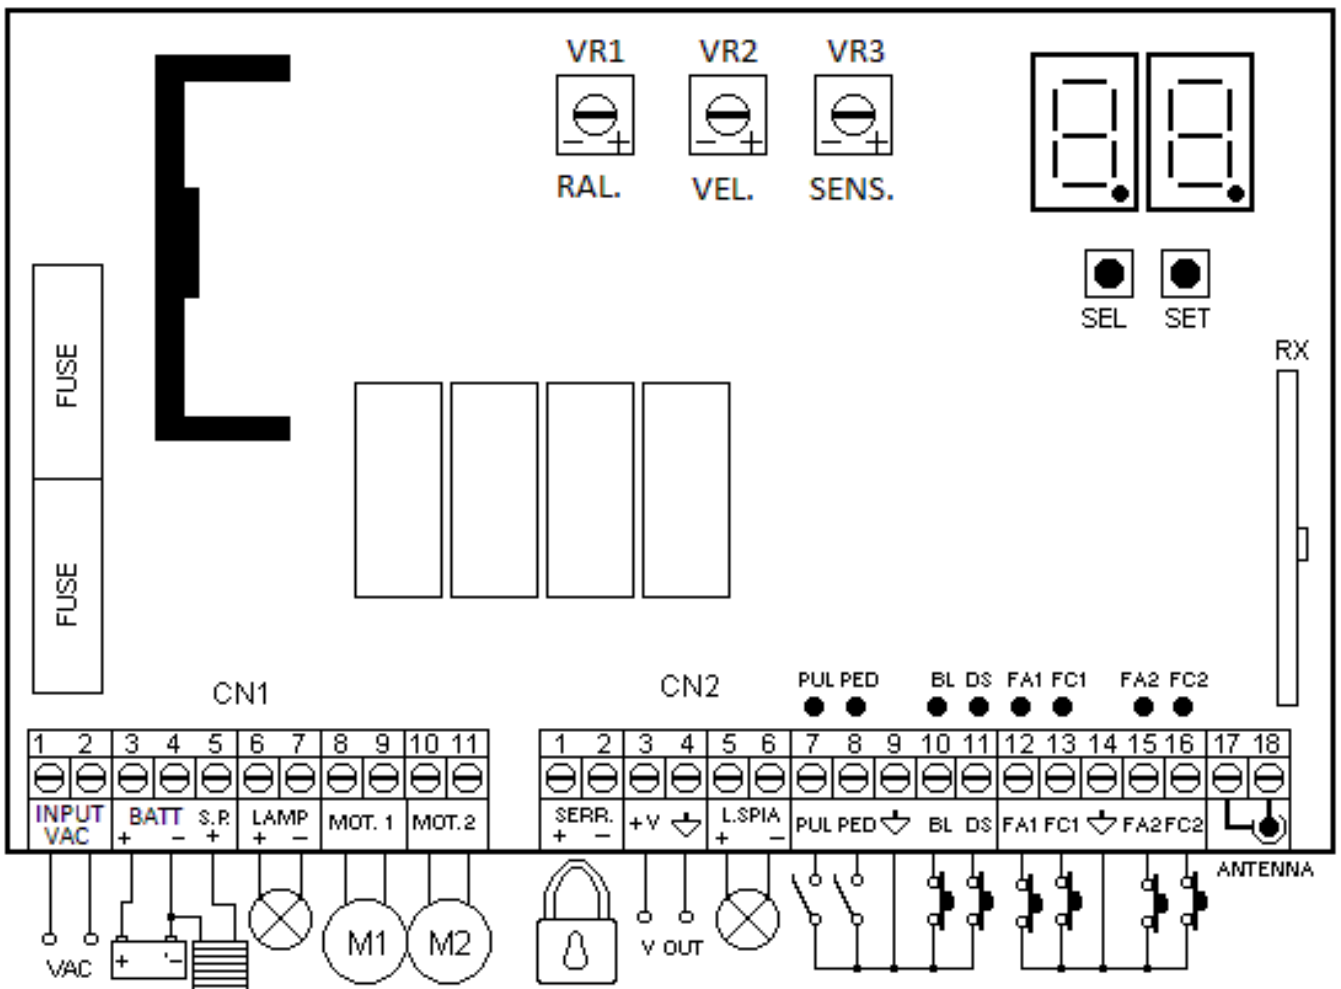 VR1 VR2 VR3
− + − + − +
RAL. VEL. SENS.
SEL SET
RX
FUSE
FUSE
CN1 CN2
PUL PED BL DS FA1 FC1 FA2 FC2
1 2 3 4 5 6 7 8 9 10 11 1 2 3 4 5 6 7 8 9 10 11 12 13 14 15 16 17 18
INPUT VAC BATT + − S.P. + LAMP + − MOT. 1 MOT.2 SERR. + − +V L.SPIA + − PUL PED BL DS FA1 FC1 FA2 FC2
ANTENNA
VAC + − M1 M2 V OUT